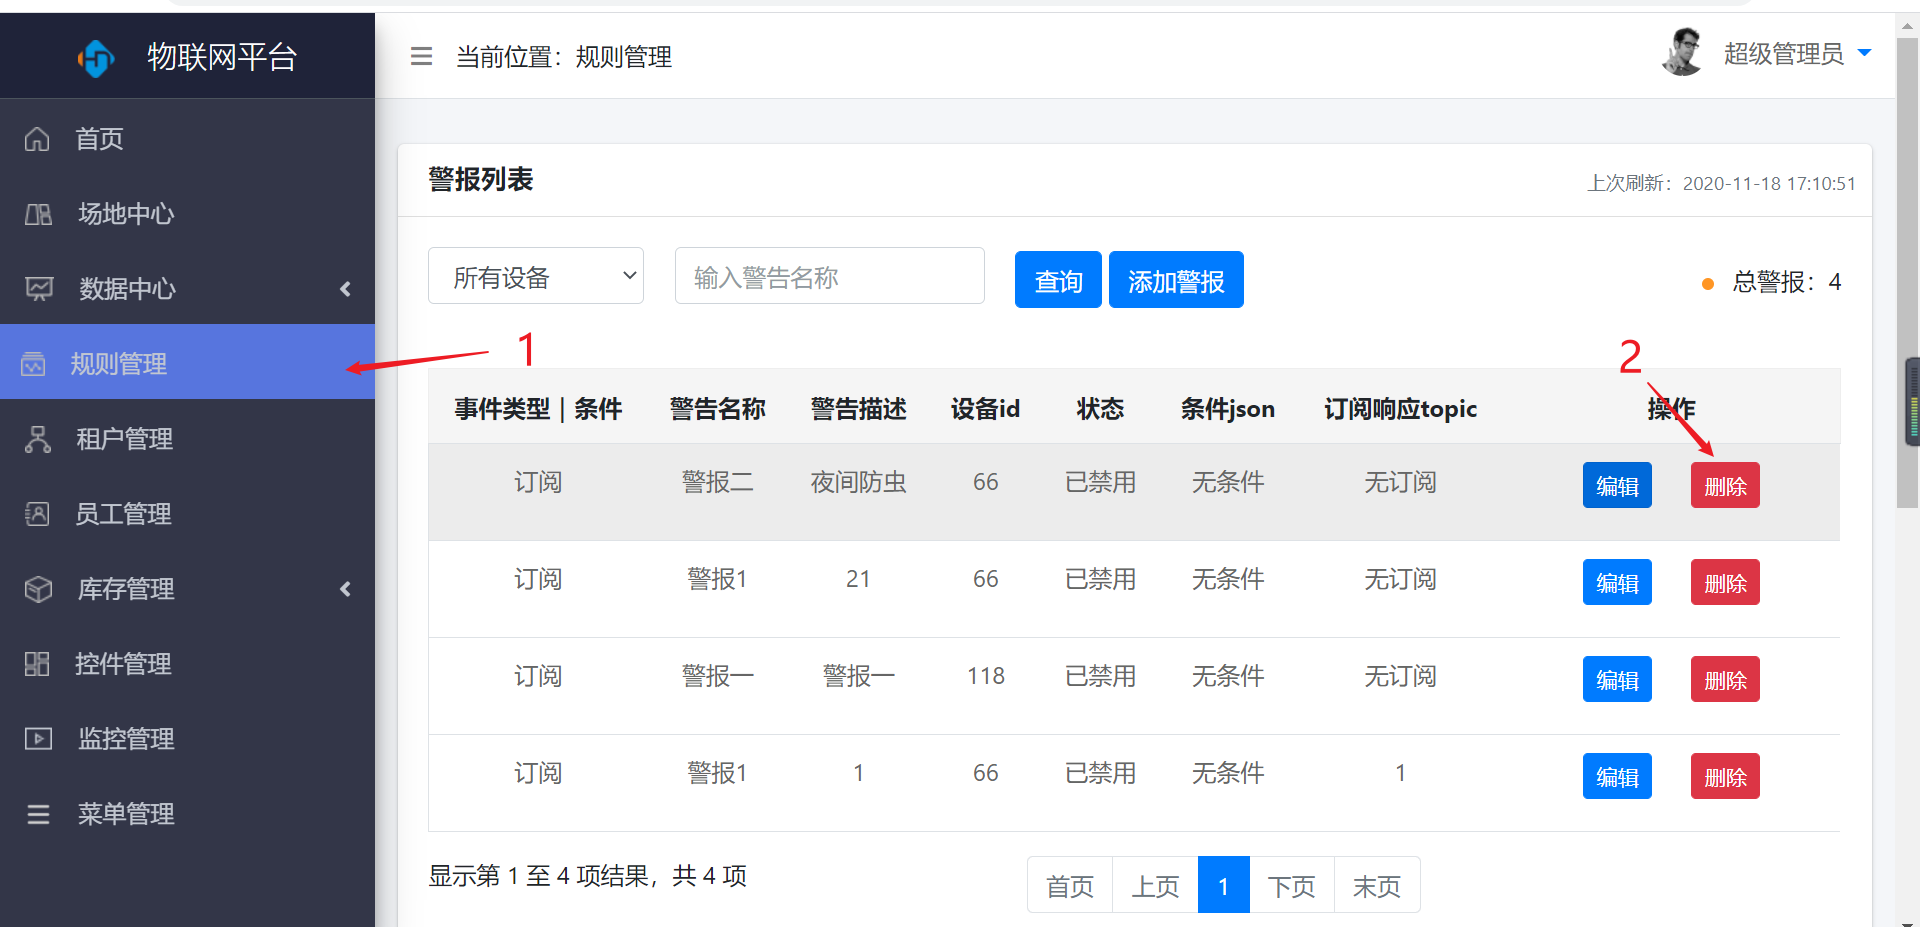 物联网平台
当前位置：规则管理
超级管理员
首页
场地中心
数据中心
规则管理
租户管理
员工管理
库存管理
控件管理
监控管理
菜单管理
警报列表
上次刷新：2020-11-18 17:10:51
所有设备
输入警告名称
查询
添加警报
总警报：4
1
2
事件类型 | 条件 警告名称 警告描述 设备id 状态 条件json 订阅响应topic 操作
订阅 警报二 夜间防虫 66 已禁用 无条件 无订阅 编辑 删除
订阅 警报1 21 66 已禁用 无条件 无订阅 编辑 删除
订阅 警报一 警报一 118 已禁用 无条件 无订阅 编辑 删除
订阅 警报1 1 66 已禁用 无条件 1 编辑 删除
显示第 1 至 4 项结果，共 4 项
首页 上页 1 下页 末页